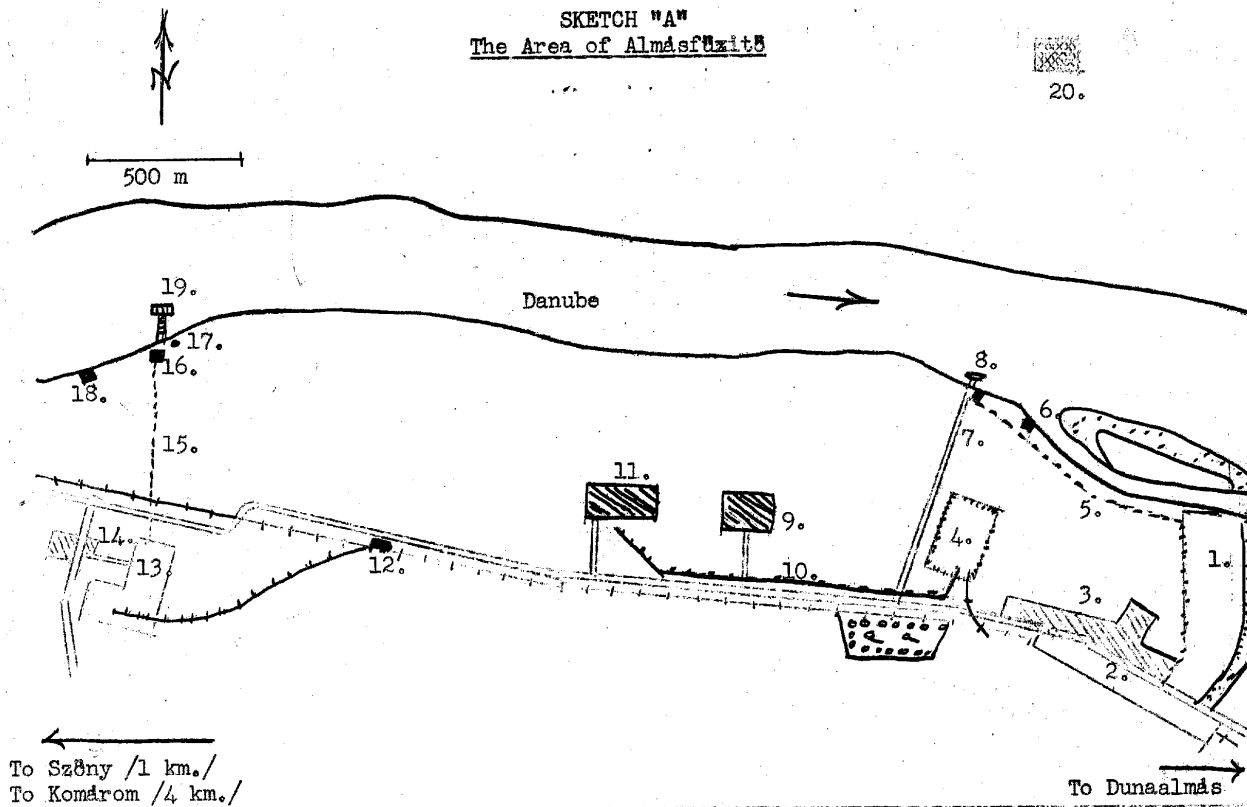 SKETCH "A"
The Area of Almásfüzitő
N
20.
500 m
19.
Danube
17.
16.
18.
8.
6.
15.
7.
11.
9.
5.
14.
13.
12.
10.
4.
1.
3.
2.
To Szőny /1 km./
To Komárom /4 km./
To Dunaalmás